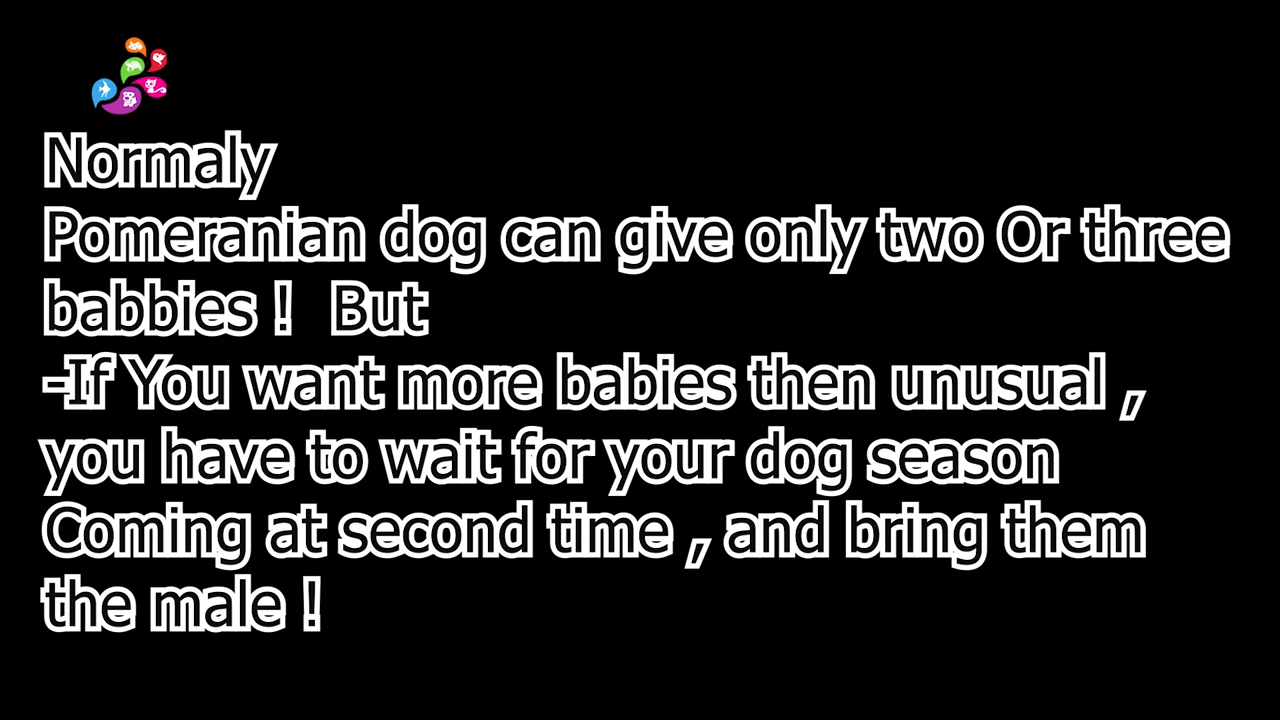 Normaly
Pomeranian dog can give only two Or three
babbies ! But
-If You want more babies then unusual ,
you have to wait for your dog season
Coming at second time , and bring them
the male !